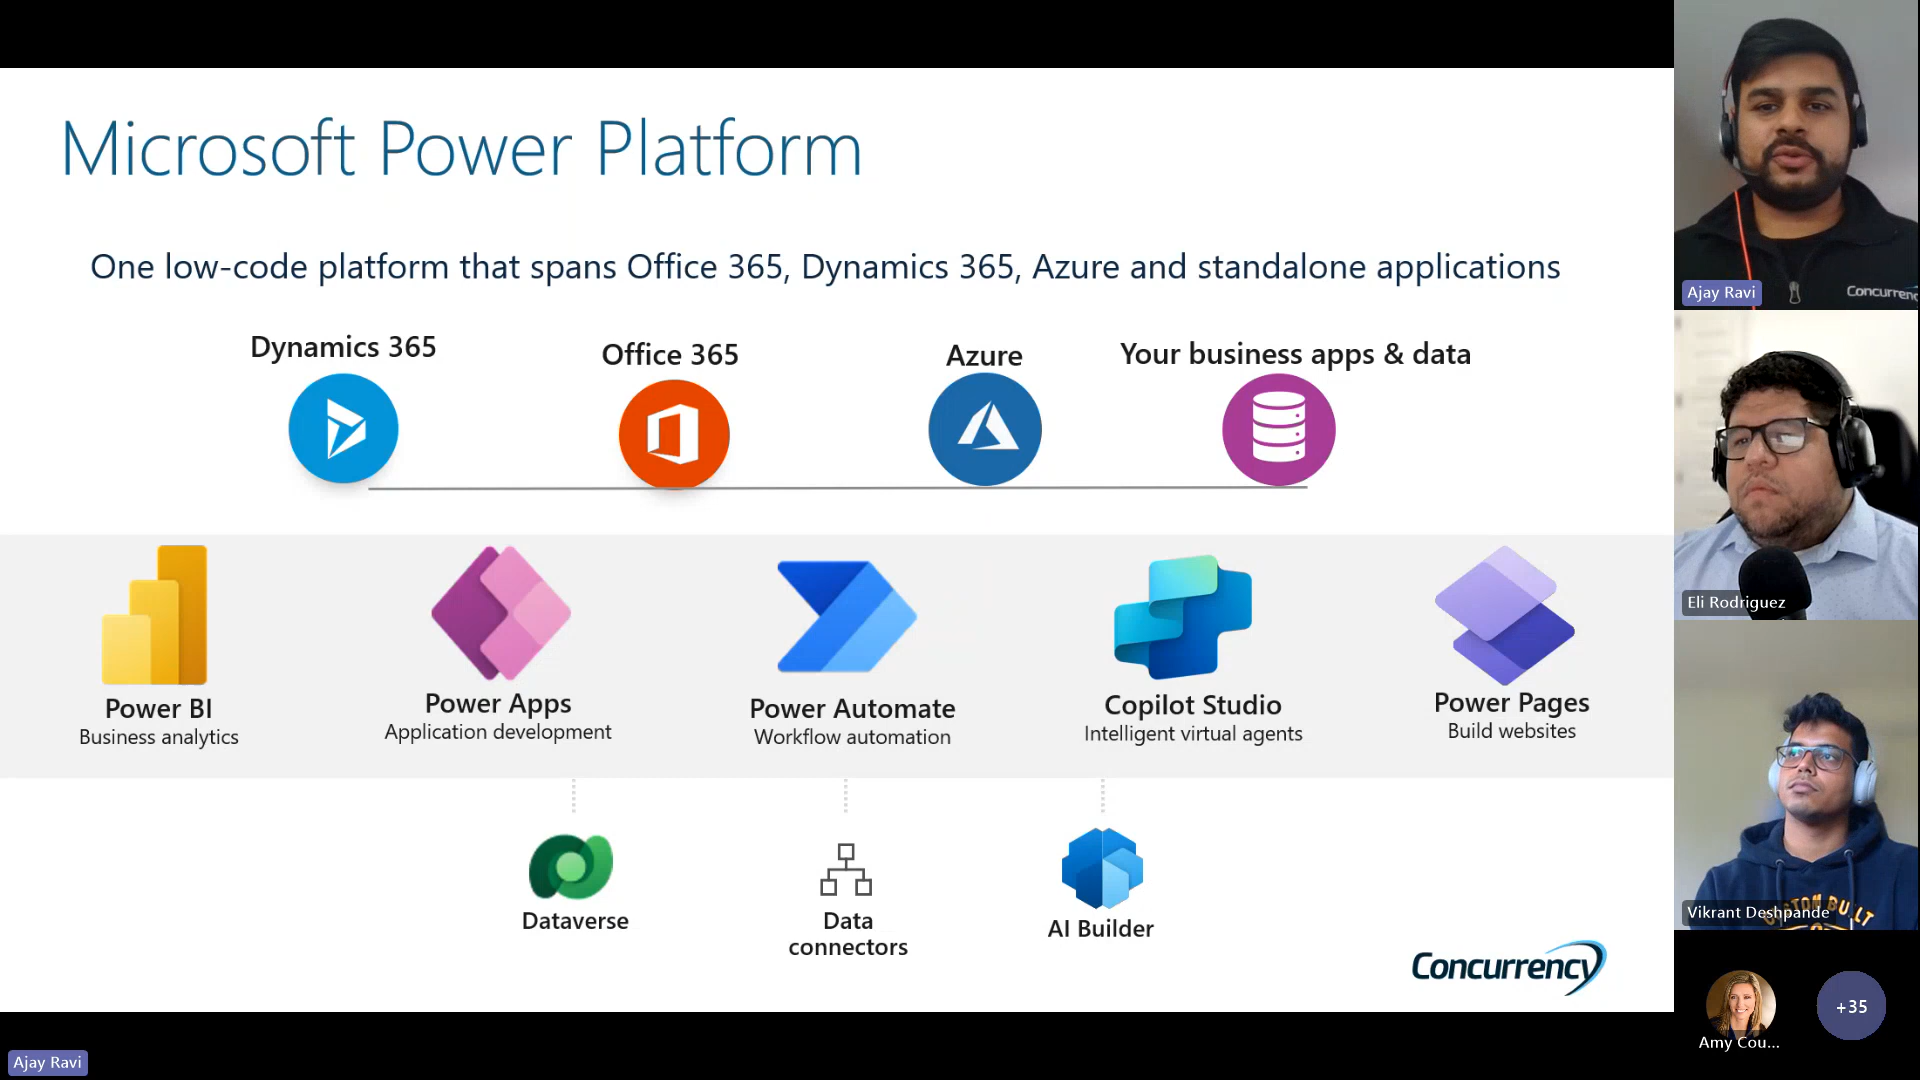 Microsoft Power Platform
One low-code platform that spans Office 365, Dynamics 365, Azure and standalone applications
Dynamics 365
Office 365
Azure
Your business apps & data
Power BI
Business analytics
Power Apps
Application development
Power Automate
Workflow automation
Copilot Studio
Intelligent virtual agents
Power Pages
Build websites
Dataverse
Data
connectors
AI Builder
Concurrency
Ajay Ravi
Ajay Ravi
Concurrenc
Eli Rodriguez
Vikrant Deshpande
BUILT
Amy Cou...
+35